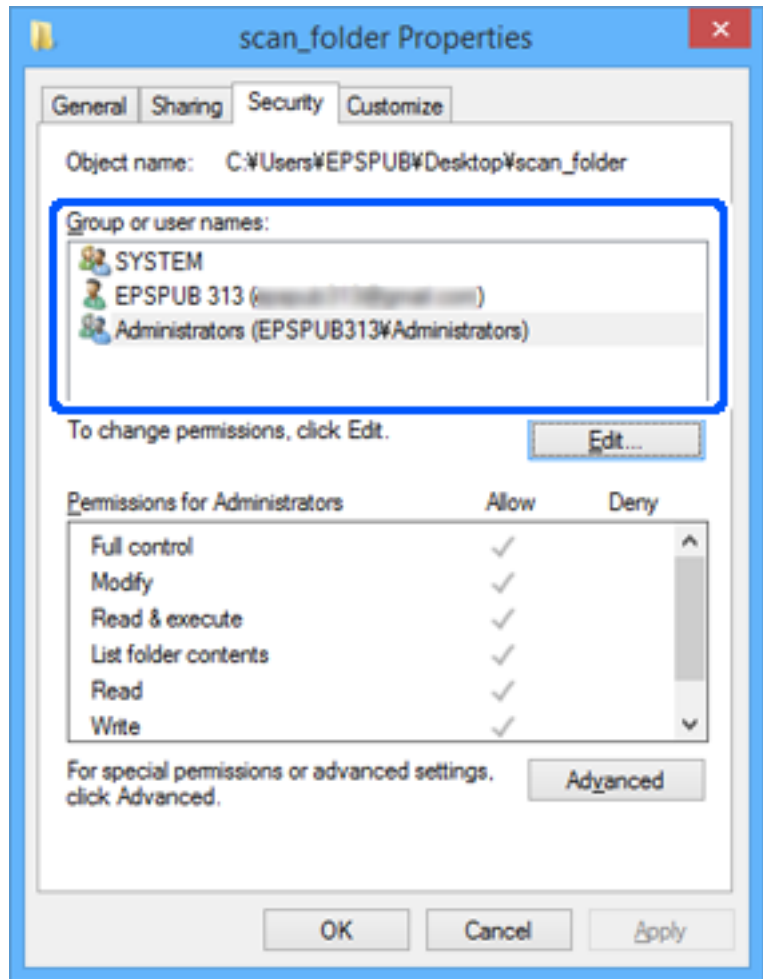 scan_folder Properties
General Sharing Security Customize
Object name: C:¥Users¥EPSPUB¥Desktop¥scan_folder
Group or user names:
SYSTEM
EPSPUB 313 ( )
Administrators (EPSPUB313¥Administrators)
To change permissions, click Edit.
Edit...
Permissions for Administrators Allow Deny
Full control
Modify
Read & execute
List folder contents
Read
Write
For special permissions or advanced settings,
click Advanced.
Advanced
OK Cancel Apply